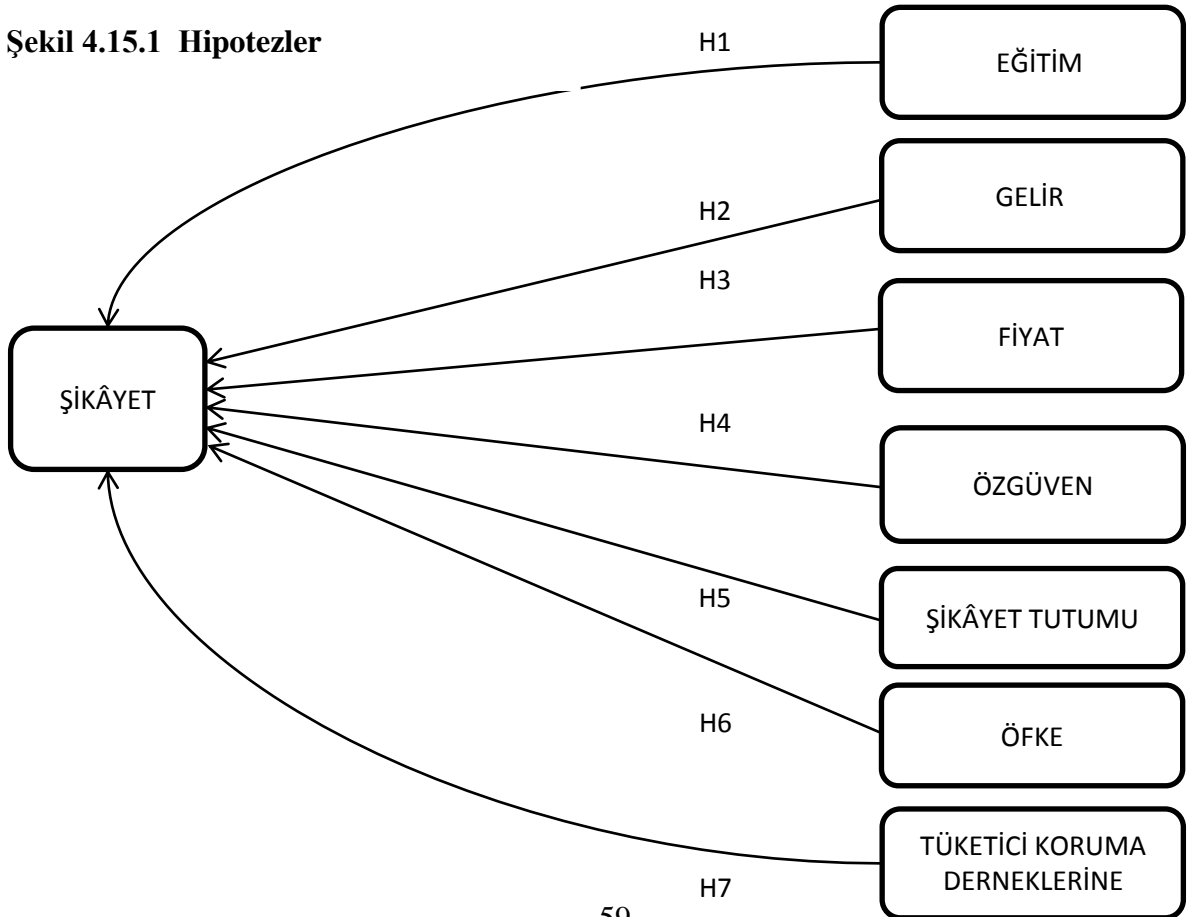 Şekil 4.15.1 Hipotezler
H1
EĞİTİM
H2
GELİR
H3
FİYAT
ŞİKÂYET
H4
ÖZGÜVEN
H5
ŞİKÂYET TUTUMU
H6
ÖFKE
TÜKETİCİ KORUMA
DERNEKLERİNE
H7
59